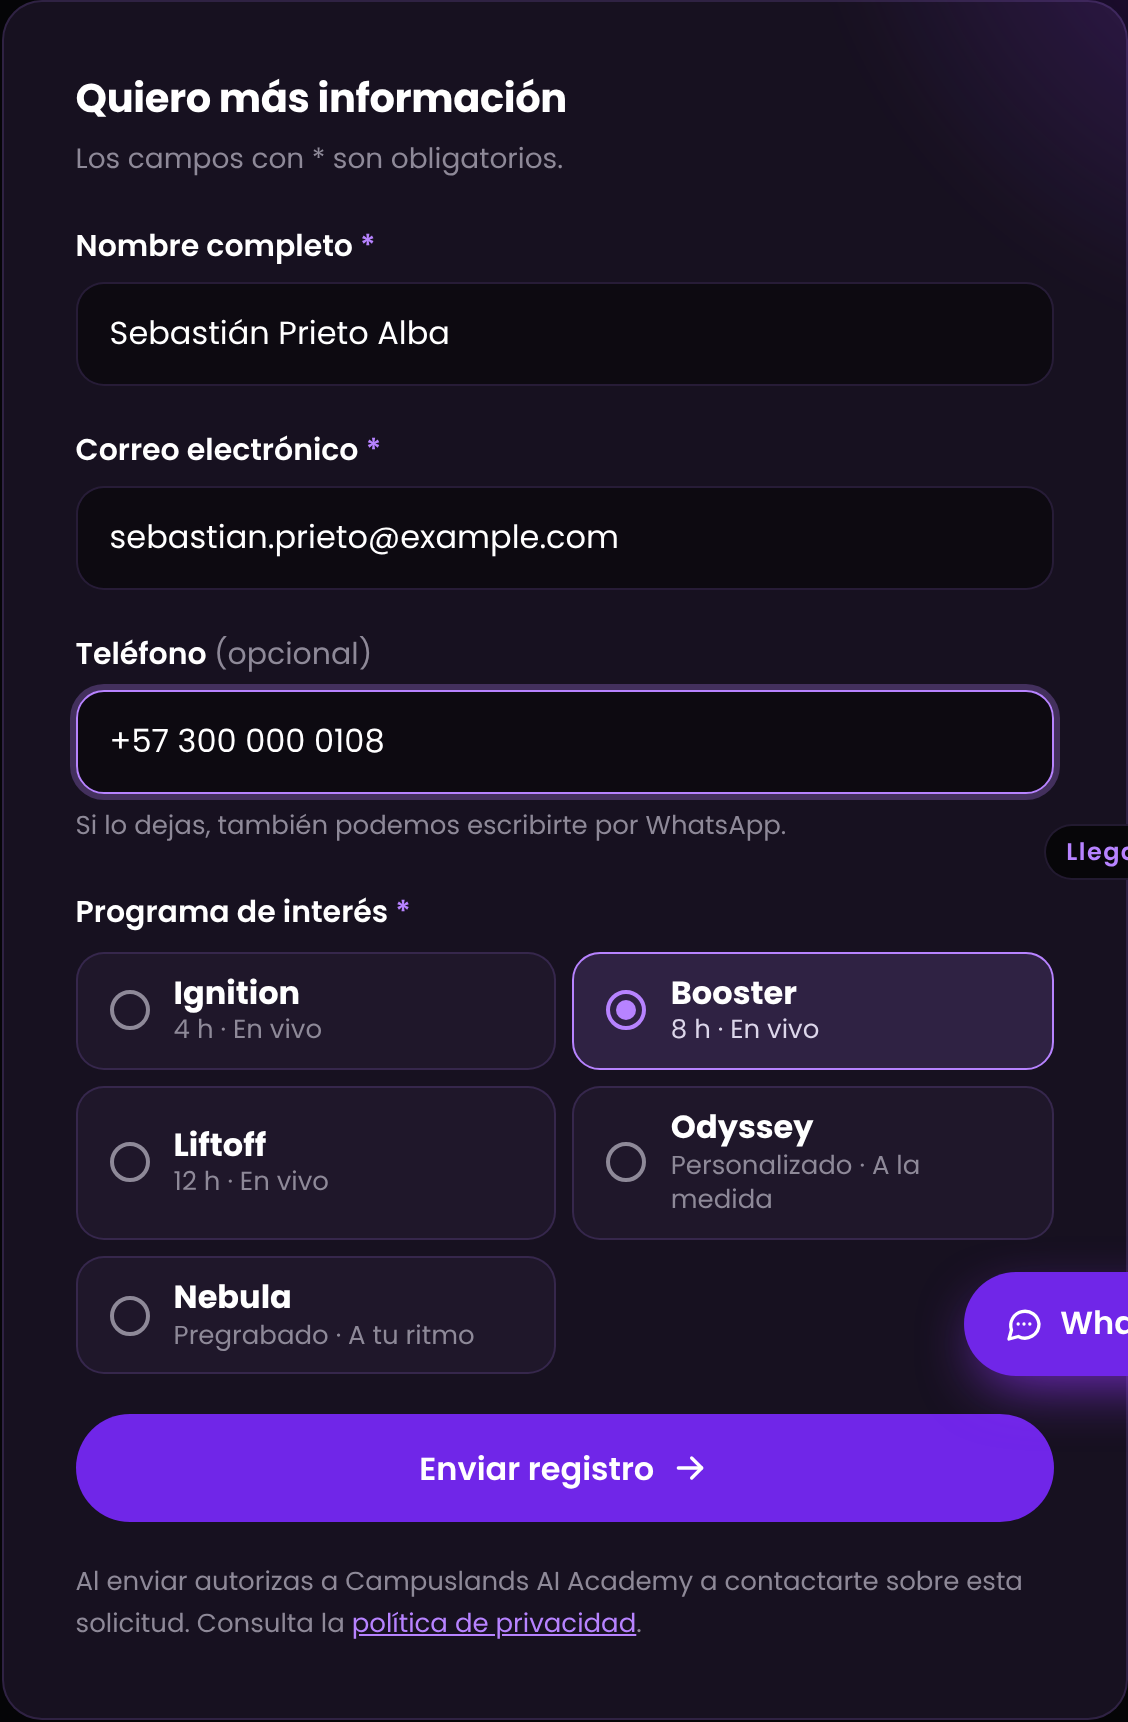 Quiero más información
Los campos con * son obligatorios.
Nombre completo *
Sebastián Prieto Alba
Correo electrónico *
sebastian.prieto@example.com
Teléfono (opcional)
+57 300 000 0108
Si lo dejas, también podemos escribirte por WhatsApp.
Programa de interés *
Ignition
4 h · En vivo
Booster
8 h · En vivo
Liftoff
12 h · En vivo
Odyssey
Personalizado · A la
medida
Nebula
Pregrabado · A tu ritmo
Enviar registro →
Al enviar autorizas a Campuslands AI Academy a contactarte sobre esta
solicitud. Consulta la política de privacidad.